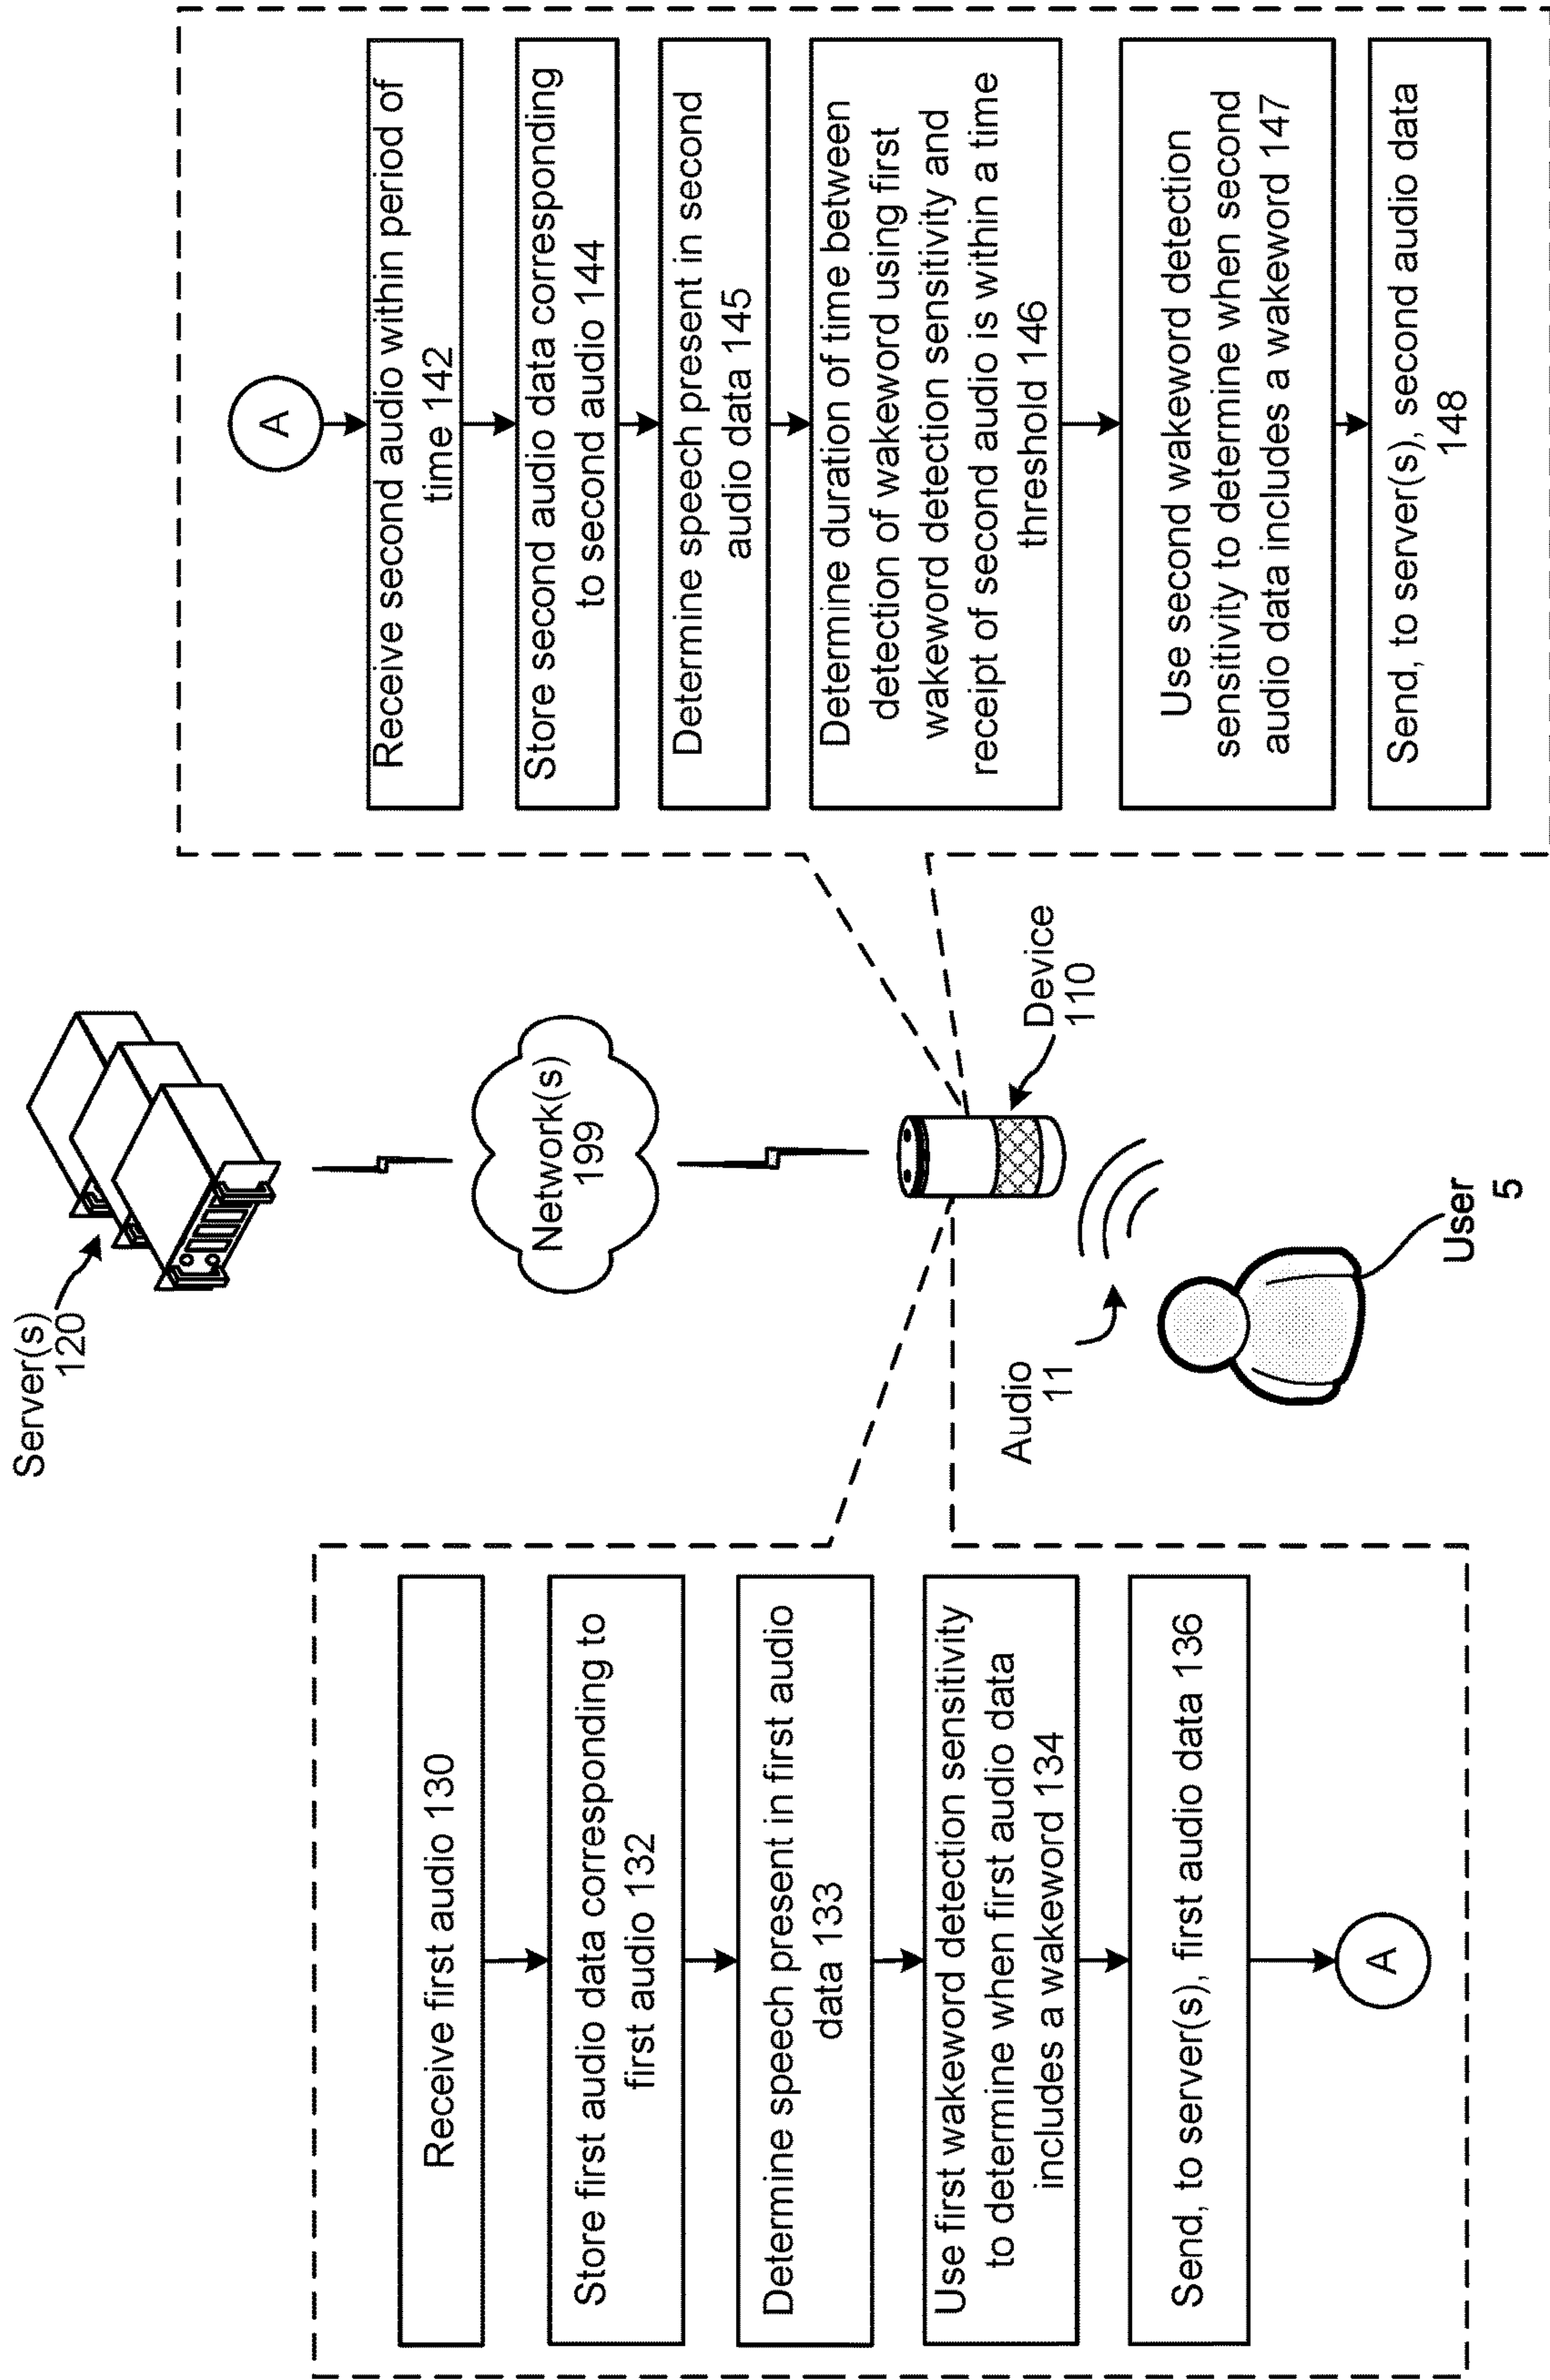 Server(s)
120
Network(s)
199
Device
110
Audio
11
User
5
Receive first audio 130
Store first audio data corresponding to
first audio 132
Determine speech present in first audio
data 133
Use first wakeword detection sensitivity
to determine when first audio data
includes a wakeword 134
Send, to server(s), first audio data 136
A
A
Receive second audio within period of
time 142
Store second audio data corresponding
to second audio 144
Determine speech present in second
audio data 145
Determine duration of time between
detection of wakeword using first
wakeword detection sensitivity and
receipt of second audio is within a time
threshold 146
Use second wakeword detection
sensitivity to determine when second
audio data includes a wakeword 147
Send, to server(s), second audio data
148